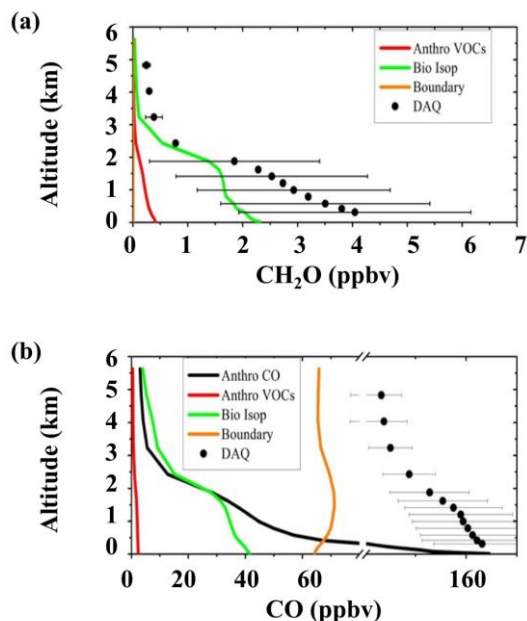 (a)
6
5
4
3
2
1
0
Altitude (km)
Anthro VOCs
Bio Isop
Boundary
DAQ
0 1 2 3 4 5 6 7
CH₂O (ppbv)
(b)
6
5
4
3
2
1
0
Altitude (km)
Anthro CO
Anthro VOCs
Bio Isop
Boundary
DAQ
0 20 40 60 160
CO (ppbv)